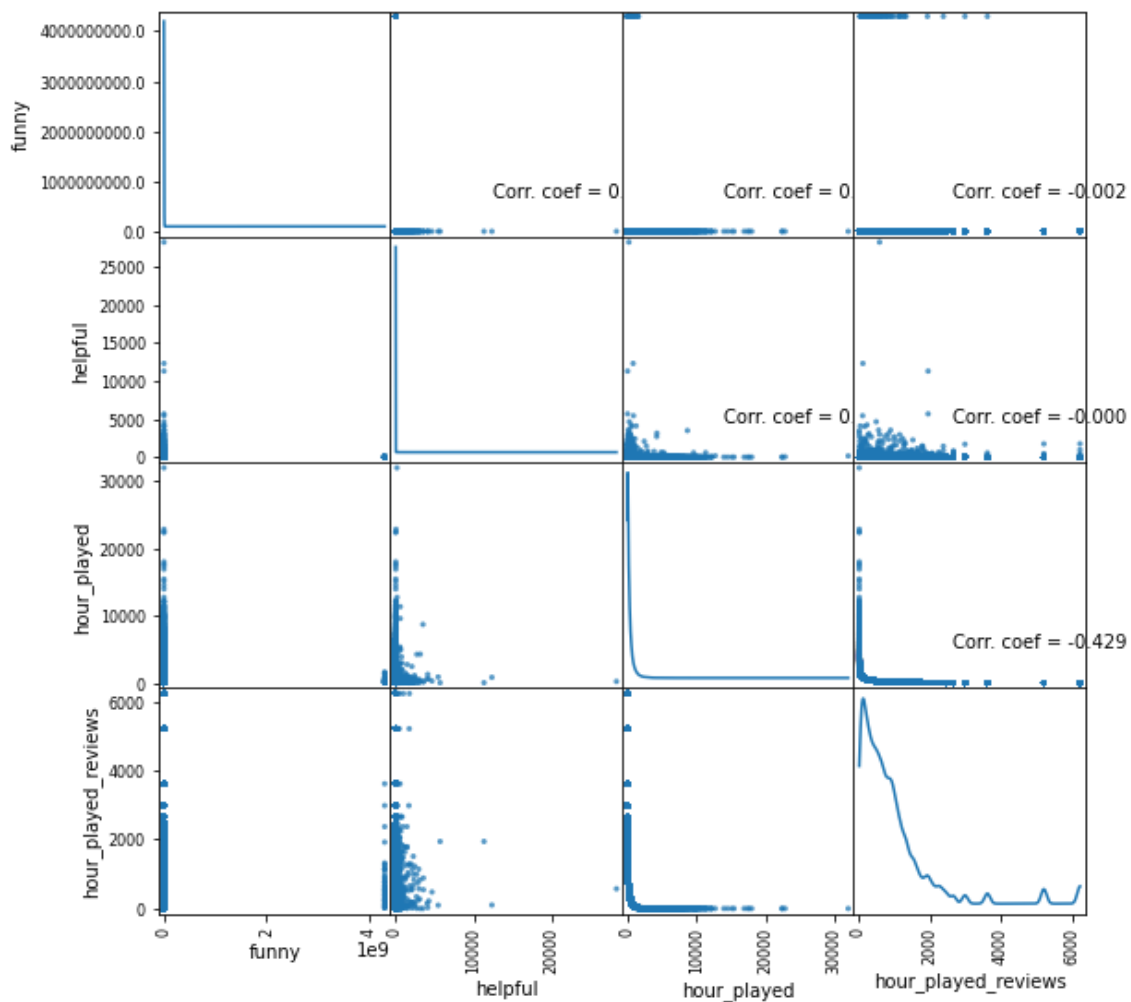 4000000000.0
3000000000.0
2000000000.0
1000000000.0
0.0
funny
Corr. coef = 0.
Corr. coef = 0.
Corr. coef = -0.002
25000
20000
15000
10000
5000
0
helpful
Corr. coef = 0.
Corr. coef = -0.000
30000
20000
10000
0
hour_played
Corr. coef = -0.429
6000
4000
2000
0
hour_played_reviews
0 2 4
1e9
funny
0 10000 20000
helpful
0 10000 20000 30000
hour_played
0 2000 4000 6000
hour_played_reviews